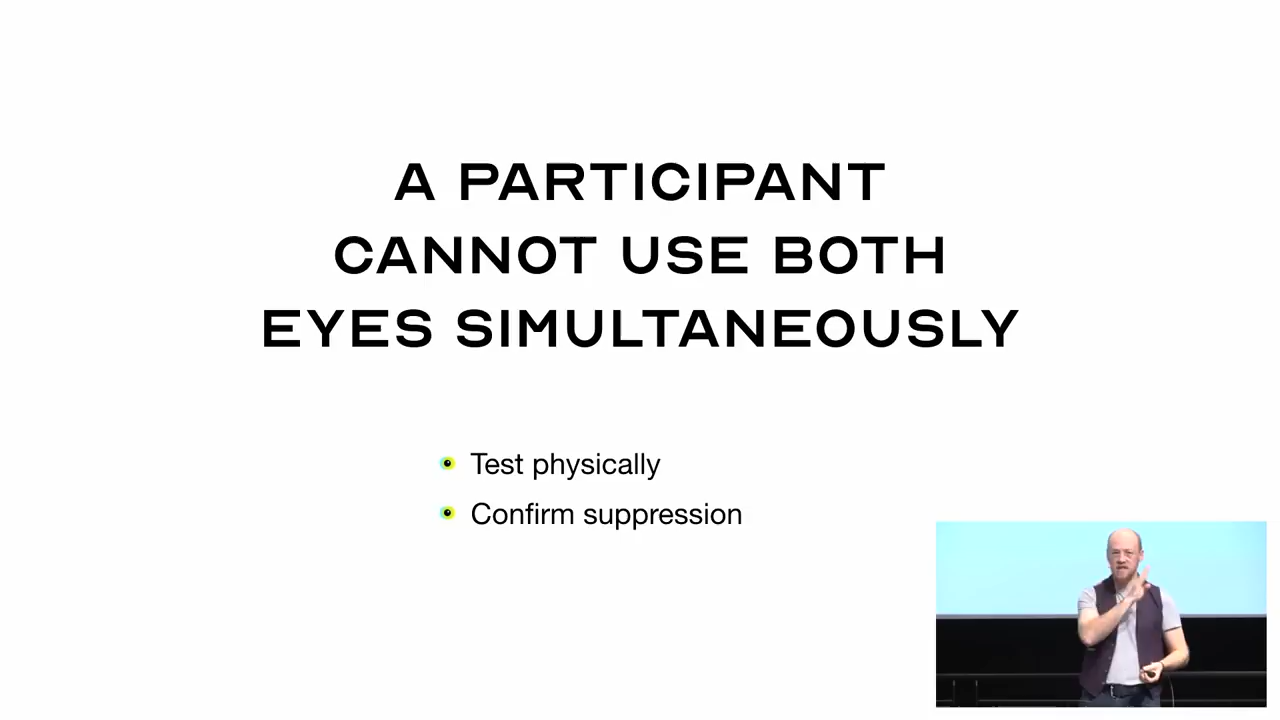 A PARTICIPANT
CANNOT USE BOTH
EYES SIMULTANEOUSLY
Test physically
Confirm suppression